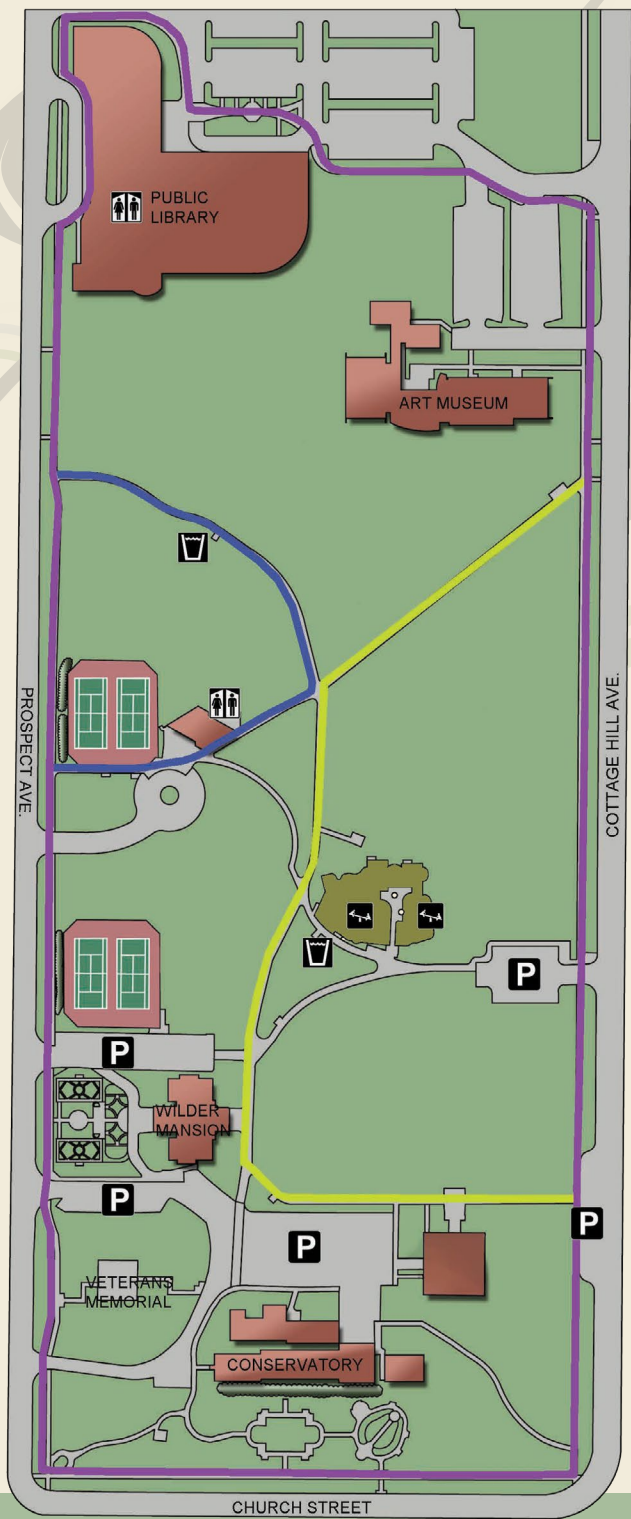 PUBLIC
LIBRARY
ART MUSEUM
PROSPECT AVE.
COTTAGE HILL AVE.
P
P
WILDER
MANSION
P
P
P
VETERANS
MEMORIAL
CONSERVATORY
CHURCH STREET